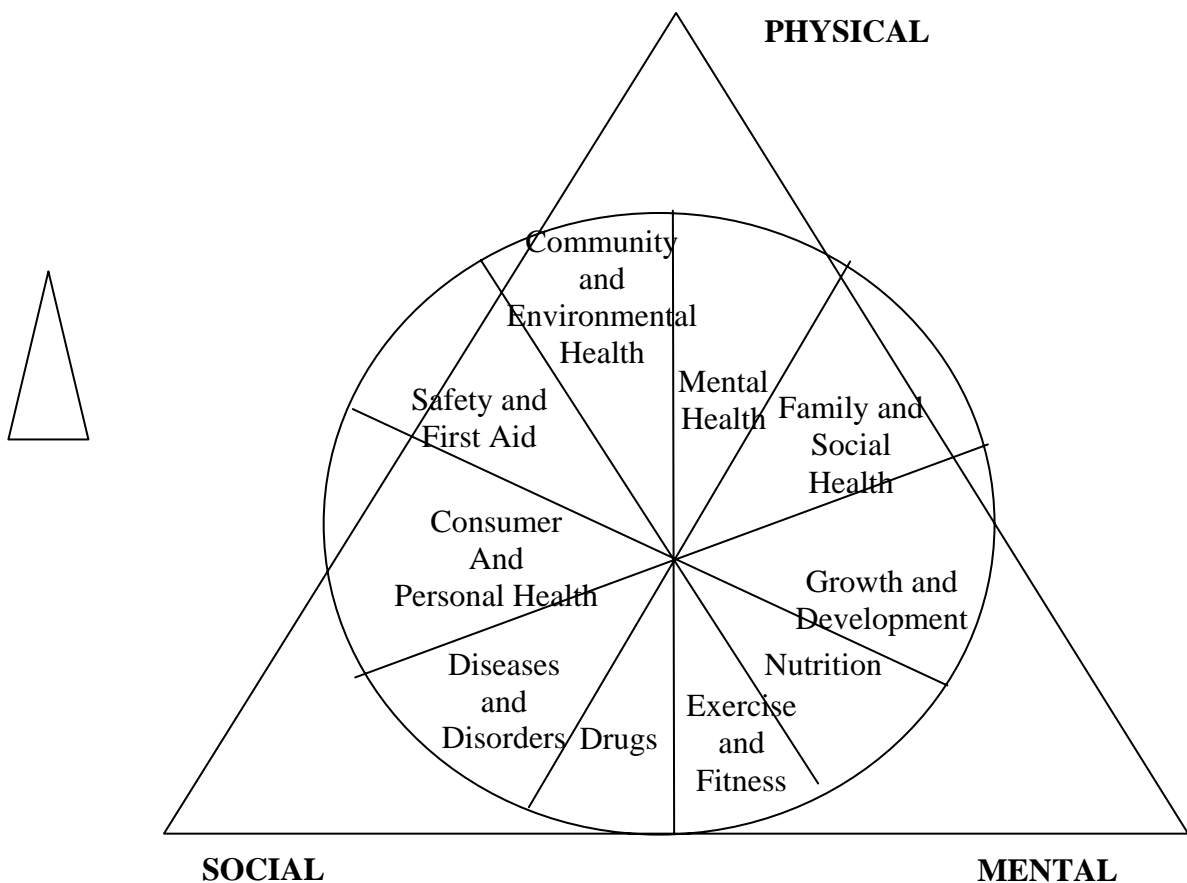 PHYSICAL
Community
and
Environmental
Health
Mental
Health
Family and
Social
Health
Safety and
First Aid
Consumer
And
Personal Health
Growth and
Development
Nutrition
Diseases
and
Disorders
Drugs
Exercise
and
Fitness
SOCIAL
MENTAL